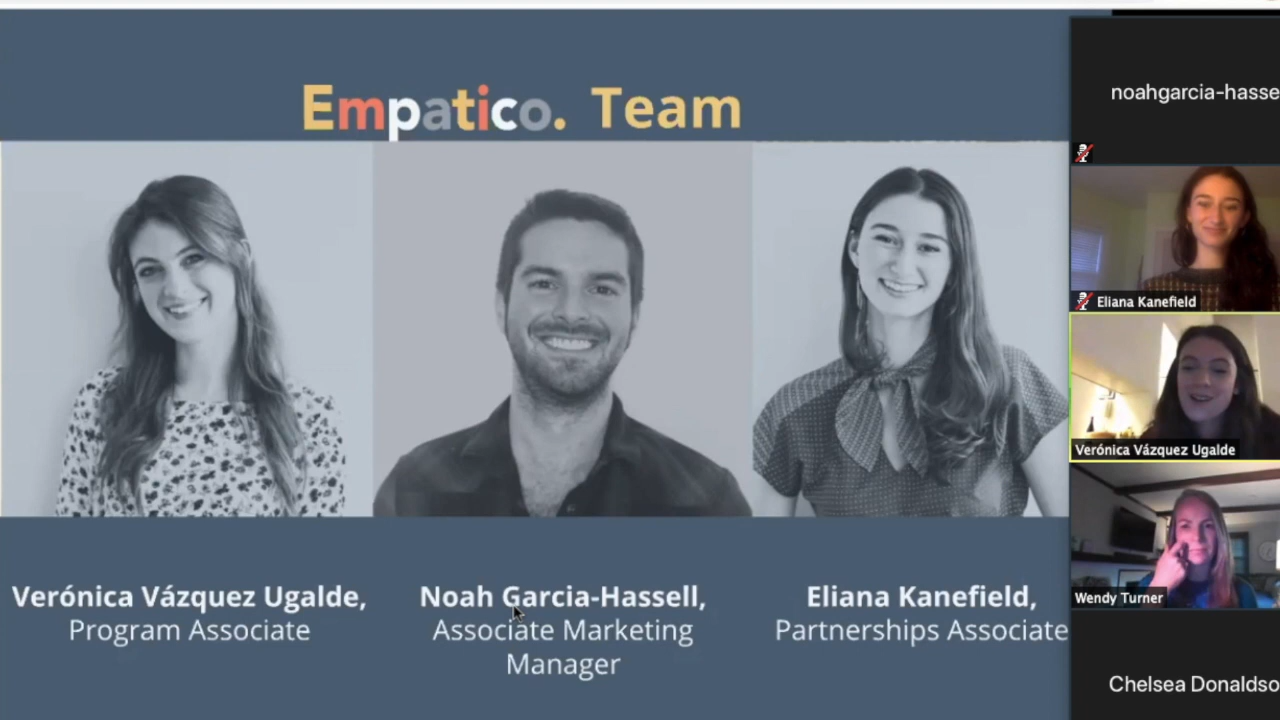 Empatico. Team
Verónica Vázquez Ugalde,
Program Associate
Noah Garcia-Hassell,
Associate Marketing
Manager
Eliana Kanefield,
Partnerships Associate
noahgarcia-hasse
Eliana Kanefield
Verónica Vázquez Ugalde
Wendy Turner
Chelsea Donaldso